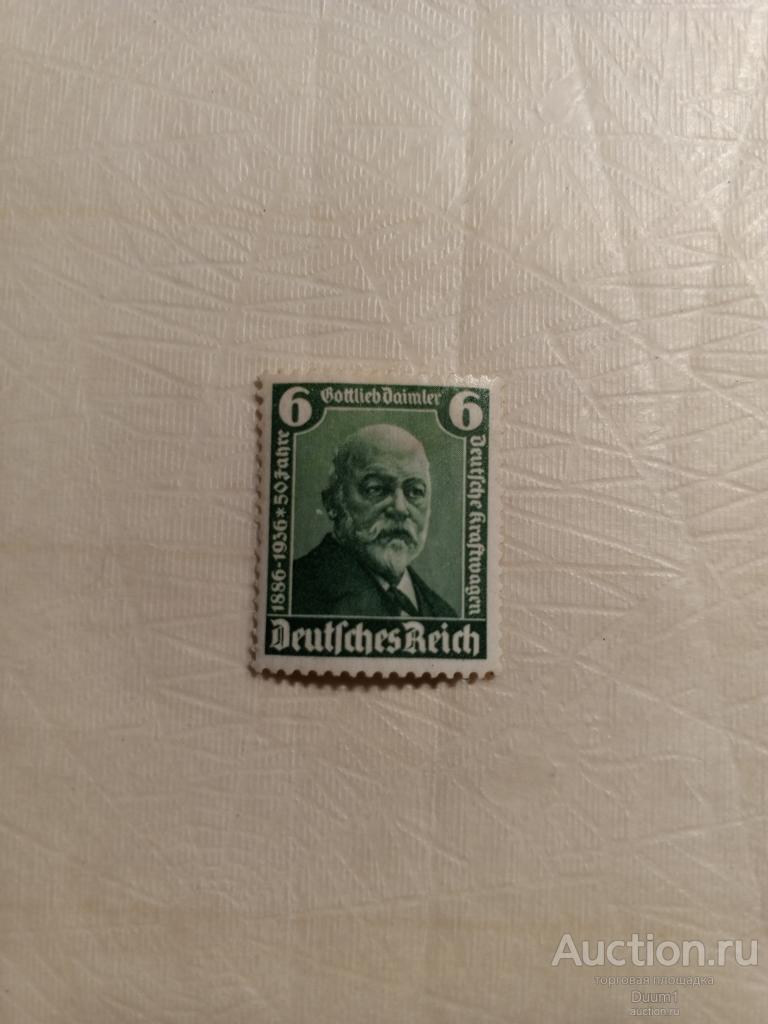 6 Gottlieb Daimler 6
1886-1936*50 Jahre
Deutsche Kraftwagen
Deutsches Reich
Auction.ru
торговая площадка
Duum1
auction.ru